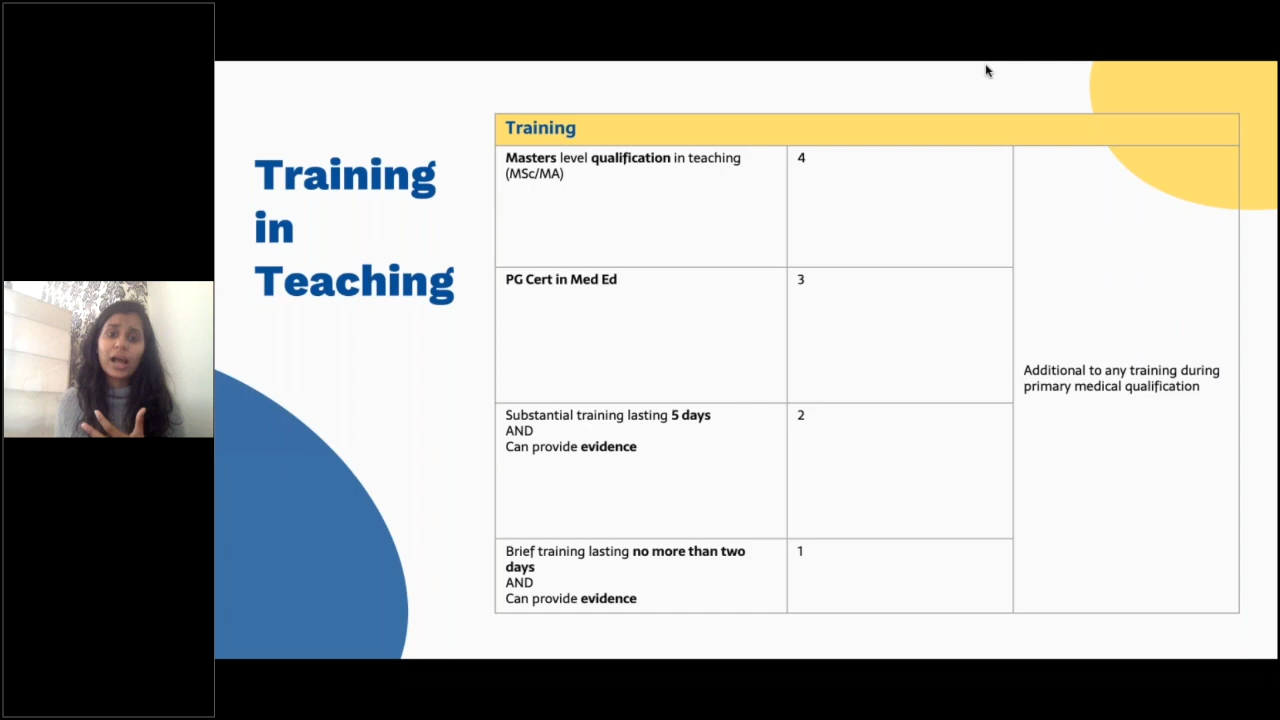 Training
in
Teaching
Training
Masters level qualification in teaching
(MSc/MA)
4
PG Cert in Med Ed
3
Substantial training lasting 5 days
AND
Can provide evidence
2
Brief training lasting no more than two
days
AND
Can provide evidence
1
Additional to any training during
primary medical qualification